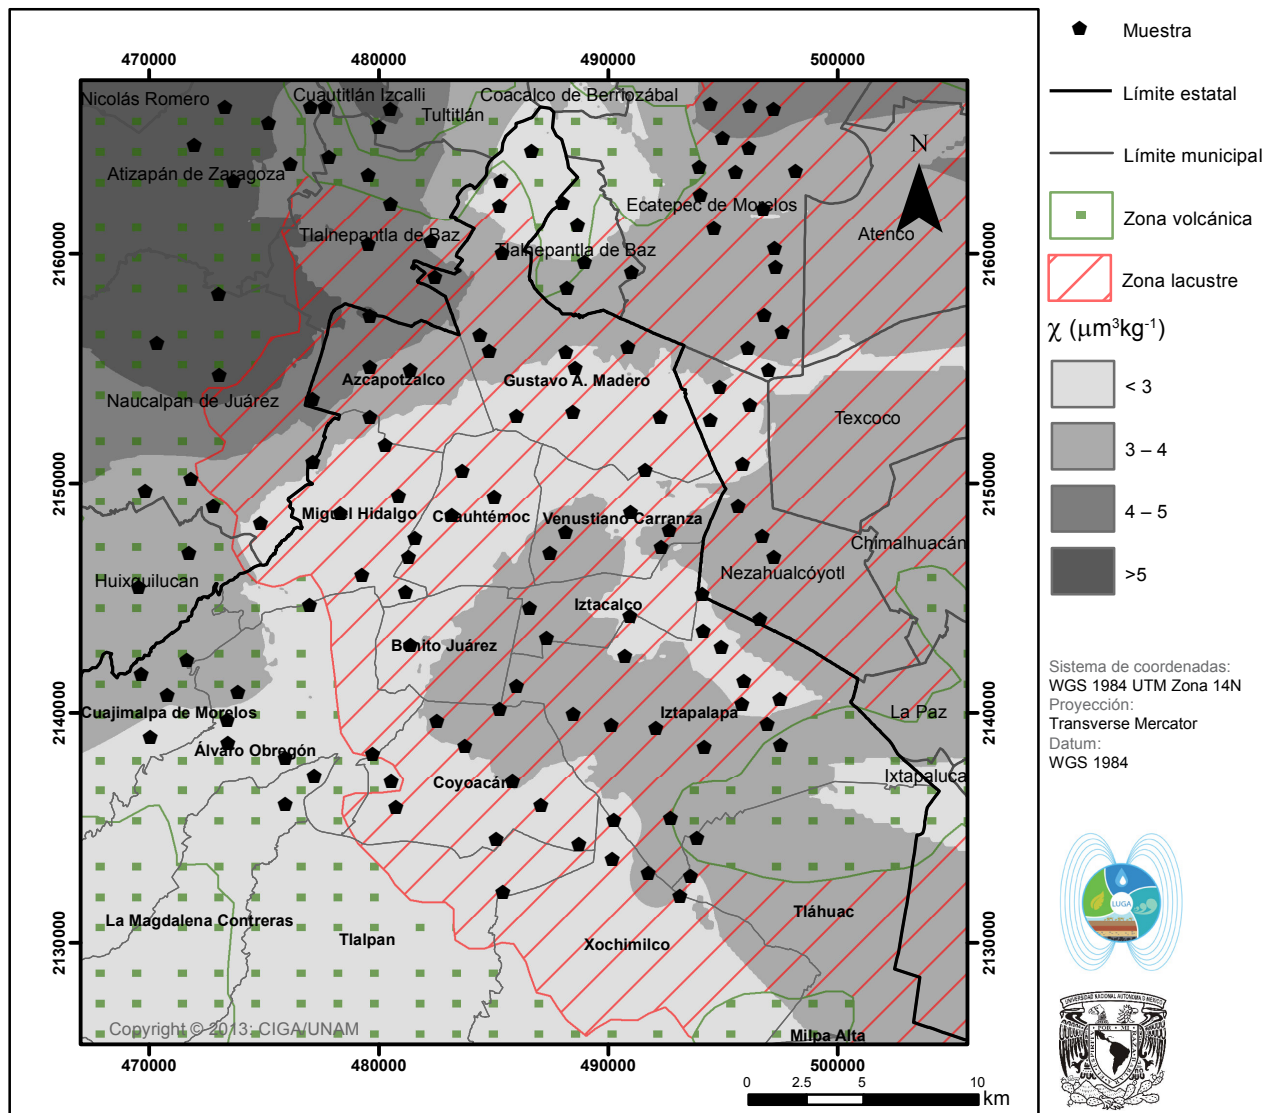 470000
480000
490000
500000
Nicolás Romero
Cuautitlán Izcalli
Coacalco de Berriozábal
Tultitlán
Atizapán de Zaragoza
Ecatepec de Morelos
N
Tlalnepantla de Baz
Tlalnepantla de Baz
Atenco
2160000
2160000
Azcapotzalco
Gustavo A. Madero
Naucalpan de Juárez
Texcoco
2150000
2150000
Miguel Hidalgo
Cuauhtémoc
Venustiano Carranza
Chimalhuacán
Huixquilucan
Nezahualcóyotl
Iztacalco
Benito Juárez
2140000
2140000
Cuajimalpa de Morelos
Iztapalapa
La Paz
Álvaro Obregón
Coyoacán
Ixtapaluca
La Magdalena Contreras
Tláhuac
Tlalpan
Xochimilco
2130000
2130000
Copyright © 2013: CIGA/UNAM
Milpa Alta
470000
480000
490000
500000
0 2.5 5 10
km
Muestra
Límite estatal
Límite municipal
Zona volcánica
Zona lacustre
χ (μm³kg⁻¹)
< 3
3 – 4
4 – 5
>5
Sistema de coordenadas:
WGS 1984 UTM Zona 14N
Proyección:
Transverse Mercator
Datum:
WGS 1984
LUGA
UNIVERSIDAD NACIONAL AUTONOMA D MEXICO
POR MI